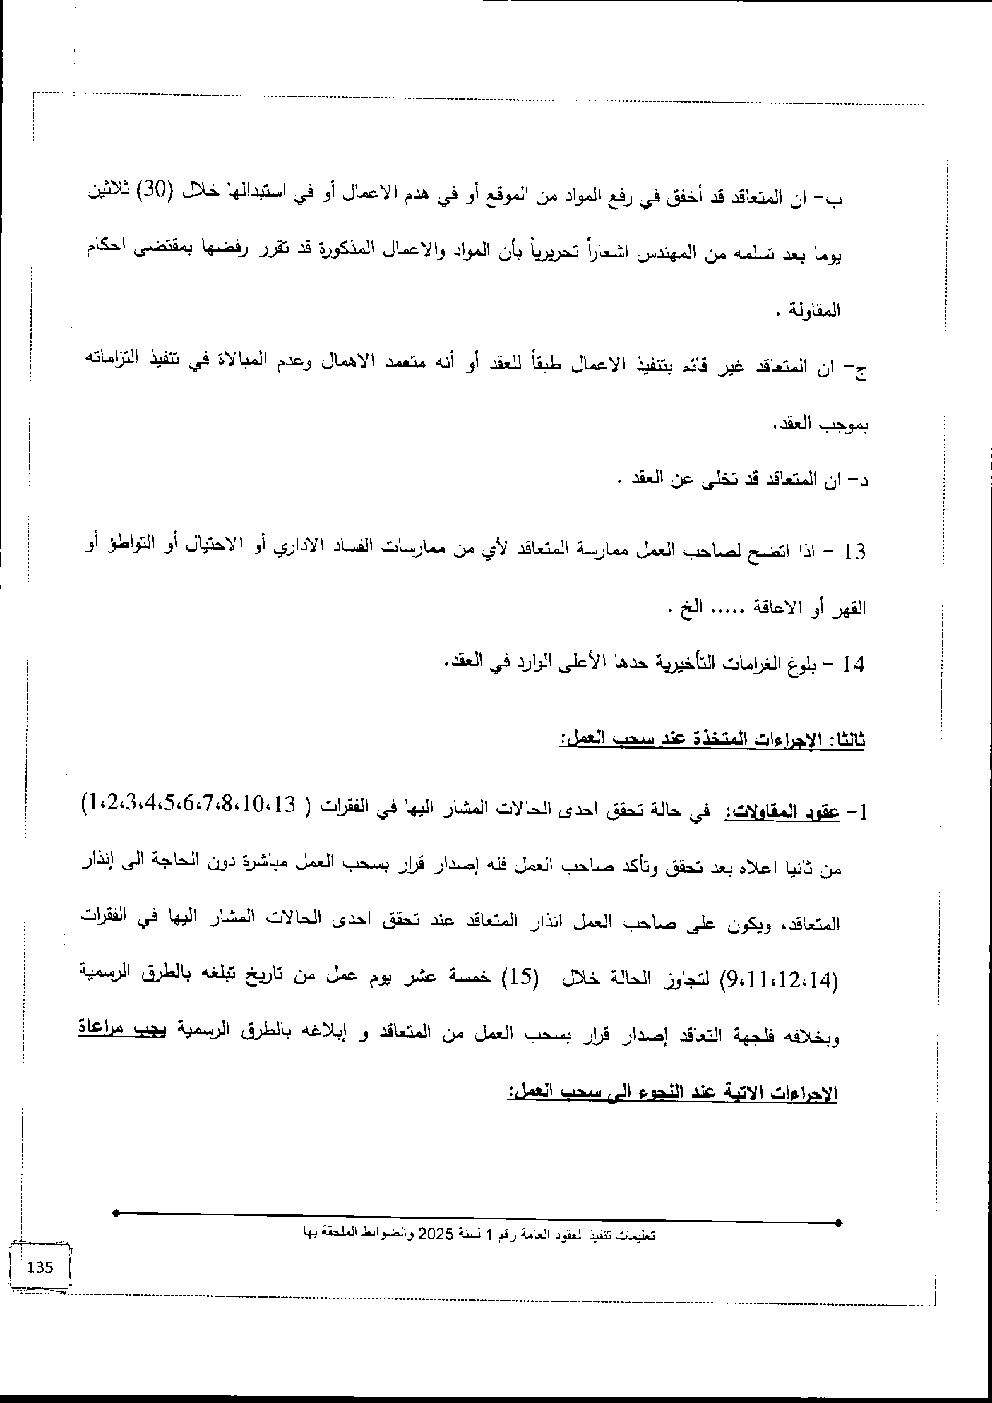 ب- ان المتعاقد قد أخفق في رفع المواد من الموقع أو في هدم الاعمال أو في استبدالها خلال (30) ثلاثين
يوما بعد تسلمه من المهندس اشعاراً تحريرياً بأن المواد والاعمال المذكورة قد تقرر رفضها بمقتضى احكام
المقاولة .
ج- ان المتعاقد غير قائم بتنفيذ الاعمال طبقاً للعقد أو أنه متعمد الاهمال وعدم المبالاة في تنفيذ التزاماته
بموجب العقد.
د- ان المتعاقد قد تخلى عن العقد .
13 - اذا اتضح لصاحب العمل ممارسة المتعاقد لأي من ممارسات الفساد الاداري أو الاحتيال أو التواطؤ أو
القهر أو الاعاقة ..... الخ .
14 - بلوغ الغرامات التأخيرية حدها الأعلى الوارد في العقد.
ثالثا: الإجراءات المتخذة عند سحب العمل:
1- عقود المقاولات: في حالة تحقق احدى الحالات المشار اليها في الفقرات ( 1،2،3،4،5،6،7،8،10،13)
من ثانيا اعلاه بعد تحقق وتأكد صاحب العمل فله إصدار قرار بسحب العمل مباشرة دون الحاجة الى إنذار
المتعاقد، ويكون على صاحب العمل انذار المتعاقد عند تحقق احدى الحالات المشار اليها في الفقرات
(9،11،12،14) لتجاوز الحالة خلال (15) خمسة عشر يوم عمل من تاريخ تبلغه بالطرق الرسمية
وبخلافه فلجهة التعاقد إصدار قرار بسحب العمل من المتعاقد و إبلاغه بالطرق الرسمية يجب مراعاة
الاجراءات الاتية عند اللجوء الى سحب العمل:
تعليمات تنفيذ العقود العامة رقم 1 لسنة 2025 والضوابط الملحقة بها
135